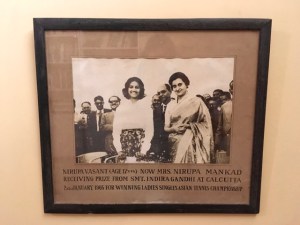 NIRUPA VASANT (AGE 17 YRS) NOW MRS NIRUPA MANKAD
RECEIVING PRIZE FROM SMT. INDIRA GANDHI AT CALCUTTA
JANUARY FOR WINNING LADIES SINGLES ASIAN TENNIS CHAMPIONSHIP